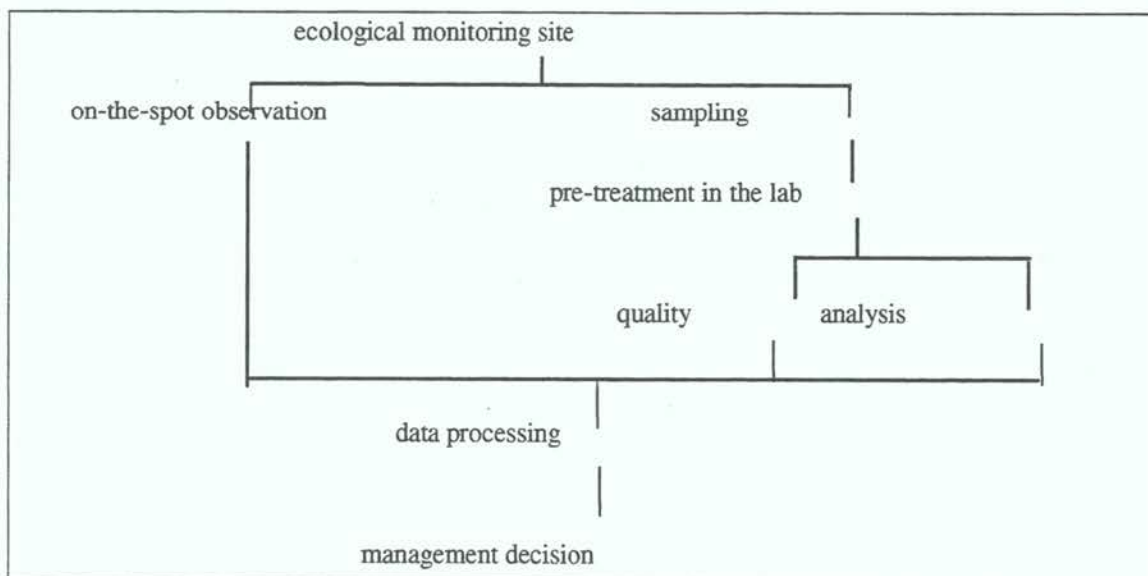 ecological monitoring site
on-the-spot observation sampling
pre-treatment in the lab
quality analysis
data processing
management decision